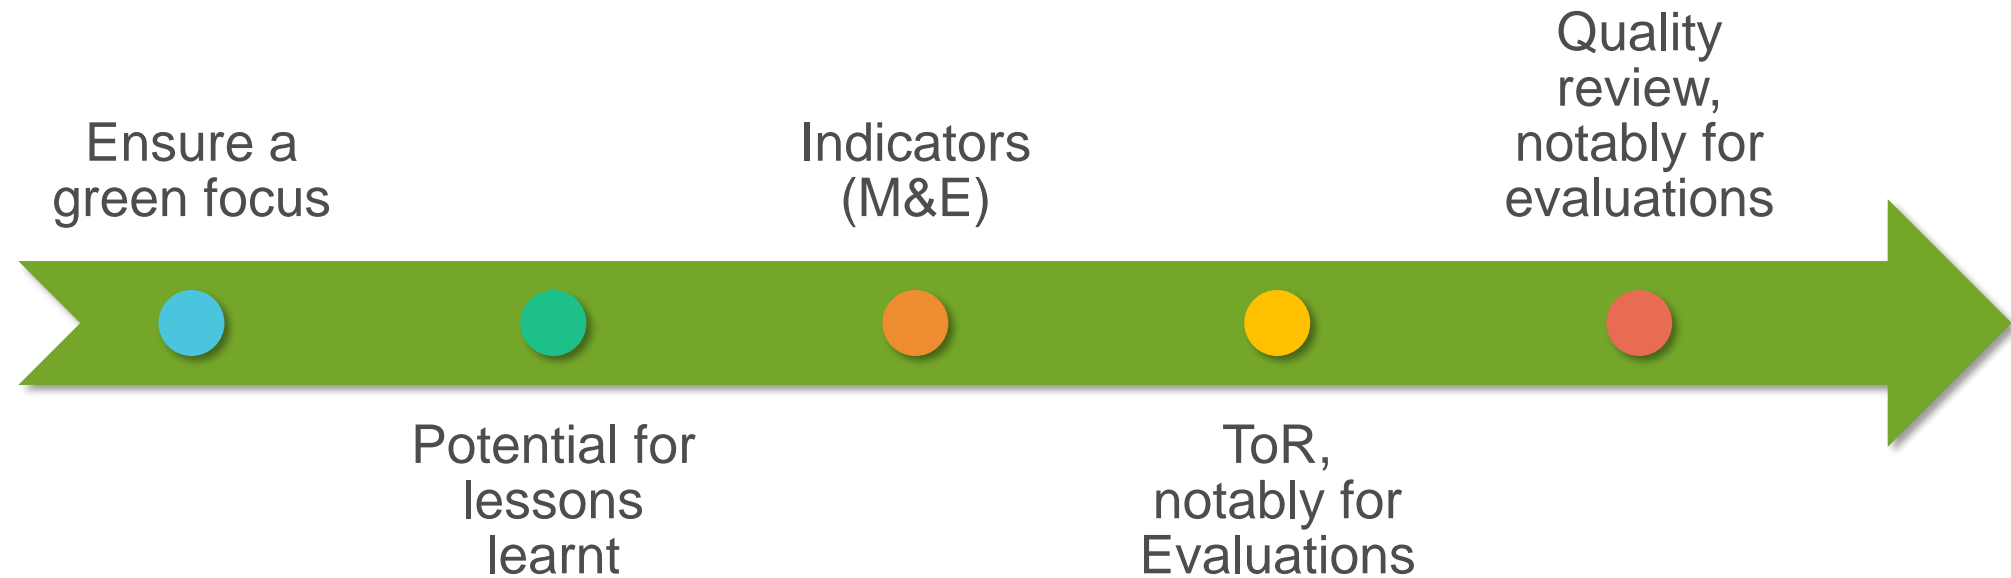 Ensure a
green focus
Potential for
lessons
learnt
Indicators
(M&E)
ToR,
notably for
Evaluations
Quality
review,
notably for
evaluations